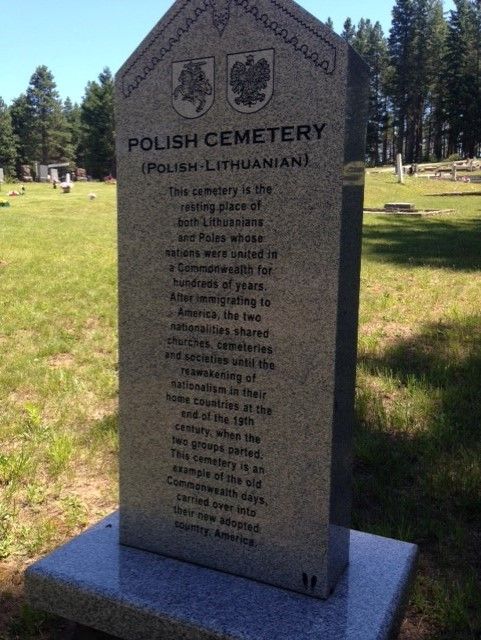 POLISH CEMETERY
(POLISH-LITHUANIAN)
This cemetery is the
resting place of
both Lithuanians
and Poles whose
nations were united in
a Commonwealth for
hundreds of years.
After immigrating to
America, the two
nationalities shared
churches, cemeteries
and societies until the
reawakening of
nationalism in their
home countries at the
end of the 19th
century, when the
two groups parted.
This cemetery is an
example of the old
Commonwealth days,
carried over into
their new adopted
country, America.